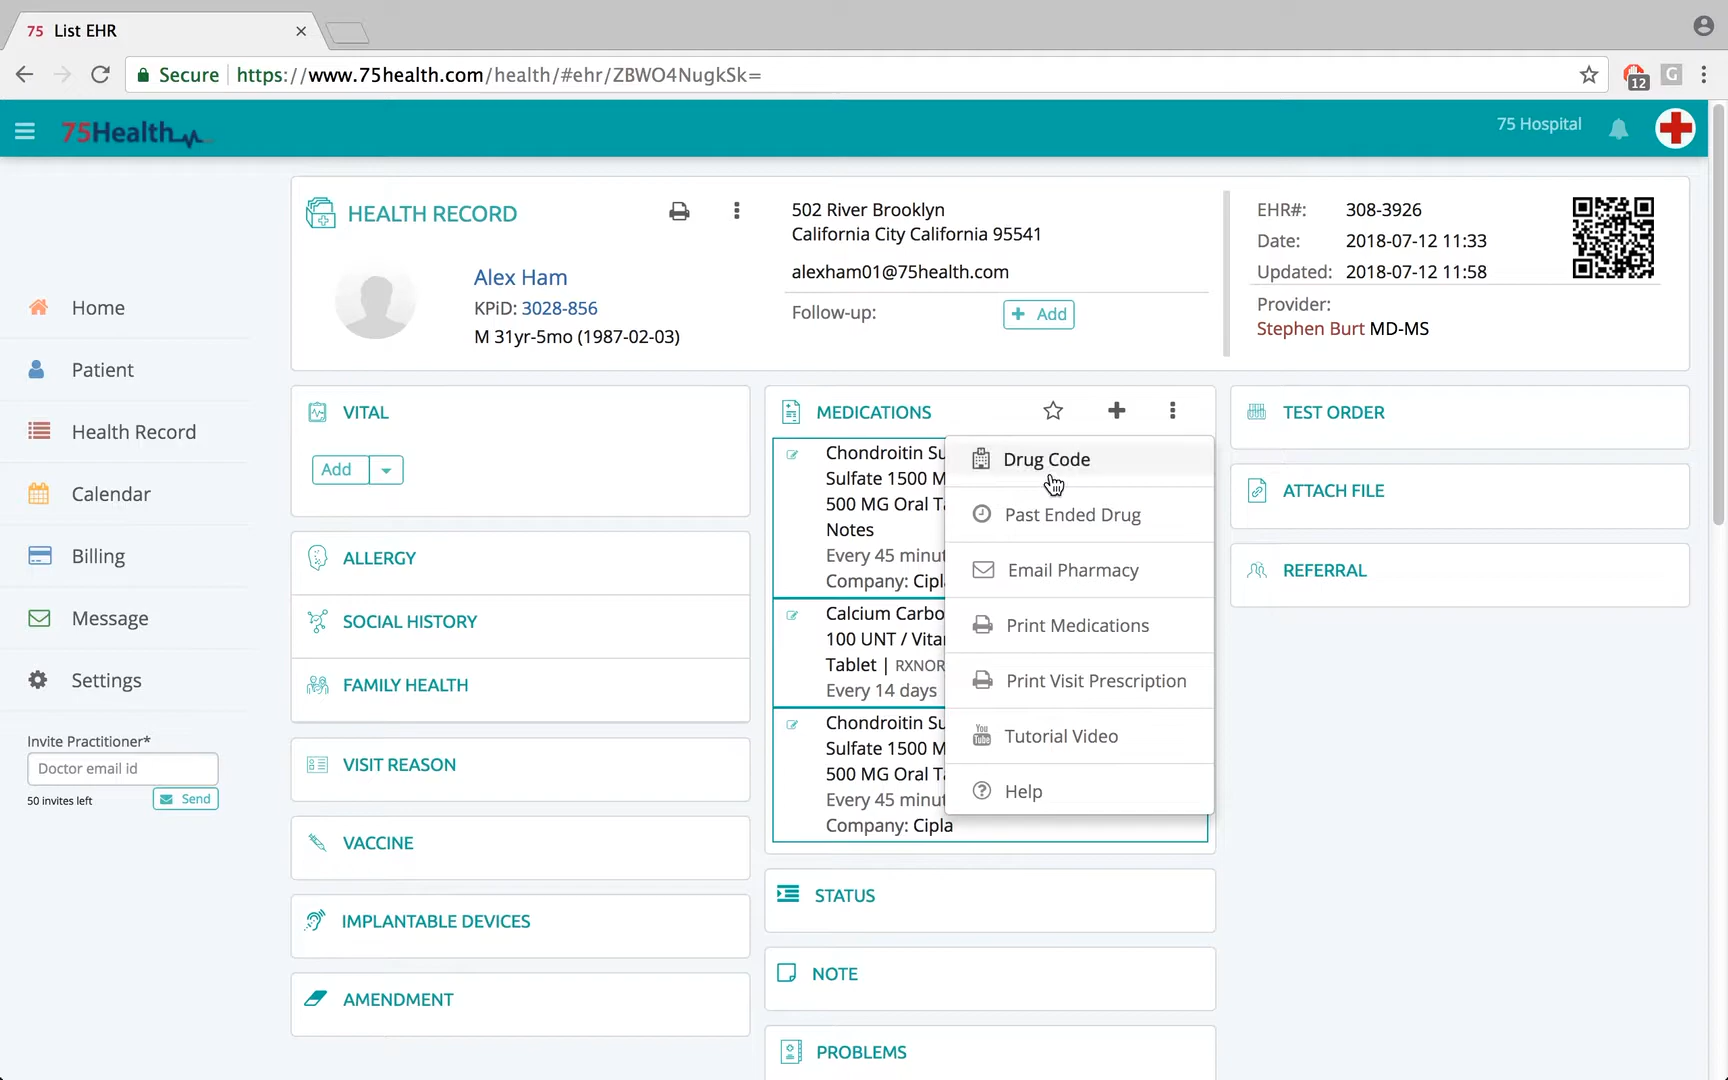 75 List EHR
Secure https://www.75health.com/health/#ehr/ZBWO4NugkSk=
12
G
75Health
75 Hospital
Home
Patient
Health Record
Calendar
Billing
Message
Settings
Invite Practitioner*
Doctor email id
50 invites left
Send
HEALTH RECORD
Alex Ham
KPiD: 3028-856
M 31yr-5mo (1987-02-03)
502 River Brooklyn
California City California 95541
alexham01@75health.com
Follow-up:
Add
EHR#: 308-3926
Date: 2018-07-12 11:33
Updated: 2018-07-12 11:58
Provider:
Stephen Burt MD-MS
VITAL
Add
ALLERGY
SOCIAL HISTORY
FAMILY HEALTH
VISIT REASON
VACCINE
IMPLANTABLE DEVICES
AMENDMENT
MEDICATIONS
Chondroitin Su
Sulfate 1500 M
500 MG Oral Ta
Notes
Every 45 minut
Company: Cipla
Calcium Carbo
100 UNT / Vitar
Tablet | RXNOR
Every 14 days
Chondroitin Su
Sulfate 1500 M
500 MG Oral Ta
Every 45 minut
Company: Cipla
Drug Code
Past Ended Drug
Email Pharmacy
Print Medications
Print Visit Prescription
You Tube
Tutorial Video
Help
STATUS
NOTE
PROBLEMS
TEST ORDER
ATTACH FILE
REFERRAL